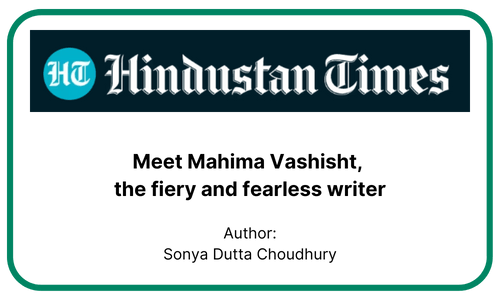 HT Hindustan Times
Meet Mahima Vashisht,
the fiery and fearless writer
Author:
Sonya Dutta Choudhury